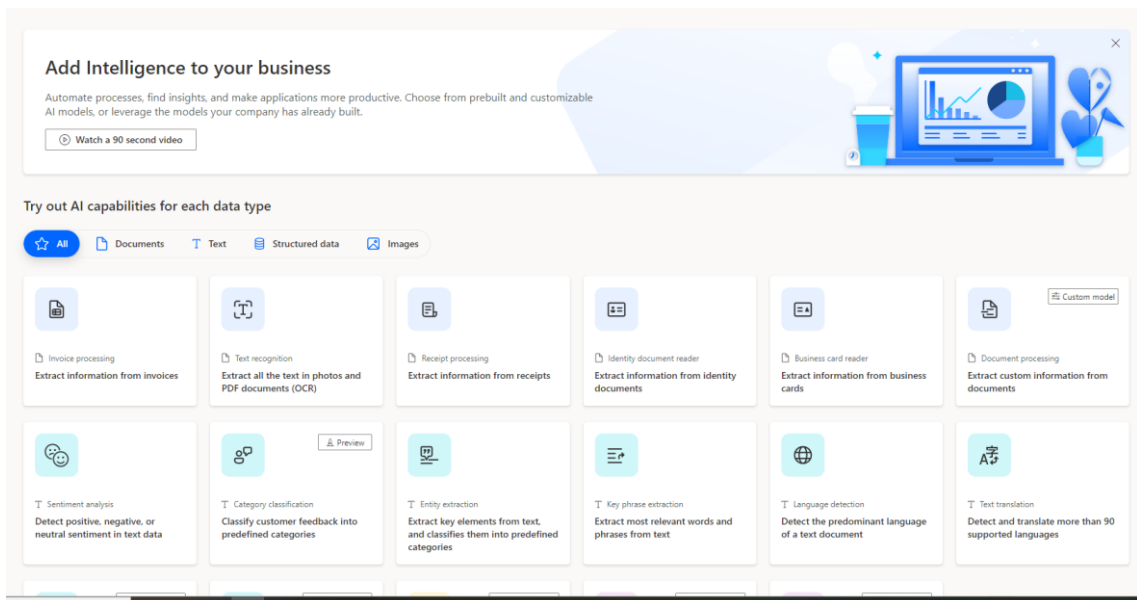 Add Intelligence to your business
Automate processes, find insights, and make applications more productive. Choose from prebuilt and customizable
AI models, or leverage the models your company has already built.
Watch a 90 second video
Try out AI capabilities for each data type
All
Documents
Text
Structured data
Images
Invoice processing
Extract information from invoices
Text recognition
Extract all the text in photos and
PDF documents (OCR)
Receipt processing
Extract information from receipts
Identity document reader
Extract information from identity
documents
Business card reader
Extract information from business
cards
Custom model
Document processing
Extract custom information from
documents
Sentiment analysis
Detect positive, negative, or
neutral sentiment in text data
Preview
Category classification
Classify customer feedback into
predefined categories
Entity extraction
Extract key elements from text,
and classifies them into predefined
categories
Key phrase extraction
Extract most relevant words and
phrases from text
Language detection
Detect the predominant language
of a text document
Text translation
Detect and translate more than 90
supported languages